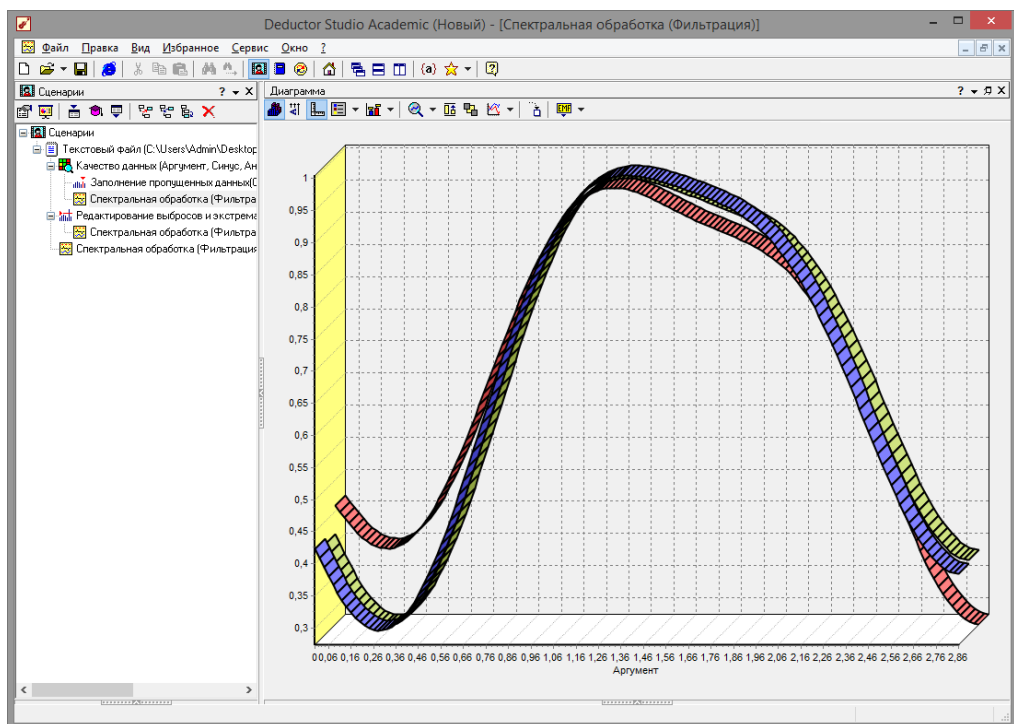 Deductor Studio Academic (Новый) - [Спектральная обработка (Фильтрация)]
Файл Правка Вид Избранное Сервис Окно ?
{a}
Сценарии ?
Диаграмма ?
EMF
Сценарии
Текстовый файл (C:\Users\Admin\Desktop
Качество данных (Аргумент, Синус, Ан
Заполнение пропущенных данных(С
Спектральная обработка (Фильтра
Редактирование выбросов и экстрема
Спектральная обработка (Фильтра
Спектральная обработка (Фильтрация
1
0,95
0,9
0,85
0,8
0,75
0,7
0,65
0,6
0,55
0,5
0,45
0,4
0,35
0,3
0 0,06 0,16 0,26 0,36 0,46 0,56 0,66 0,76 0,86 0,96 1,06 1,16 1,26 1,36 1,46 1,56 1,66 1,76 1,86 1,96 2,06 2,16 2,26 2,36 2,46 2,56 2,66 2,76 2,86
Аргумент